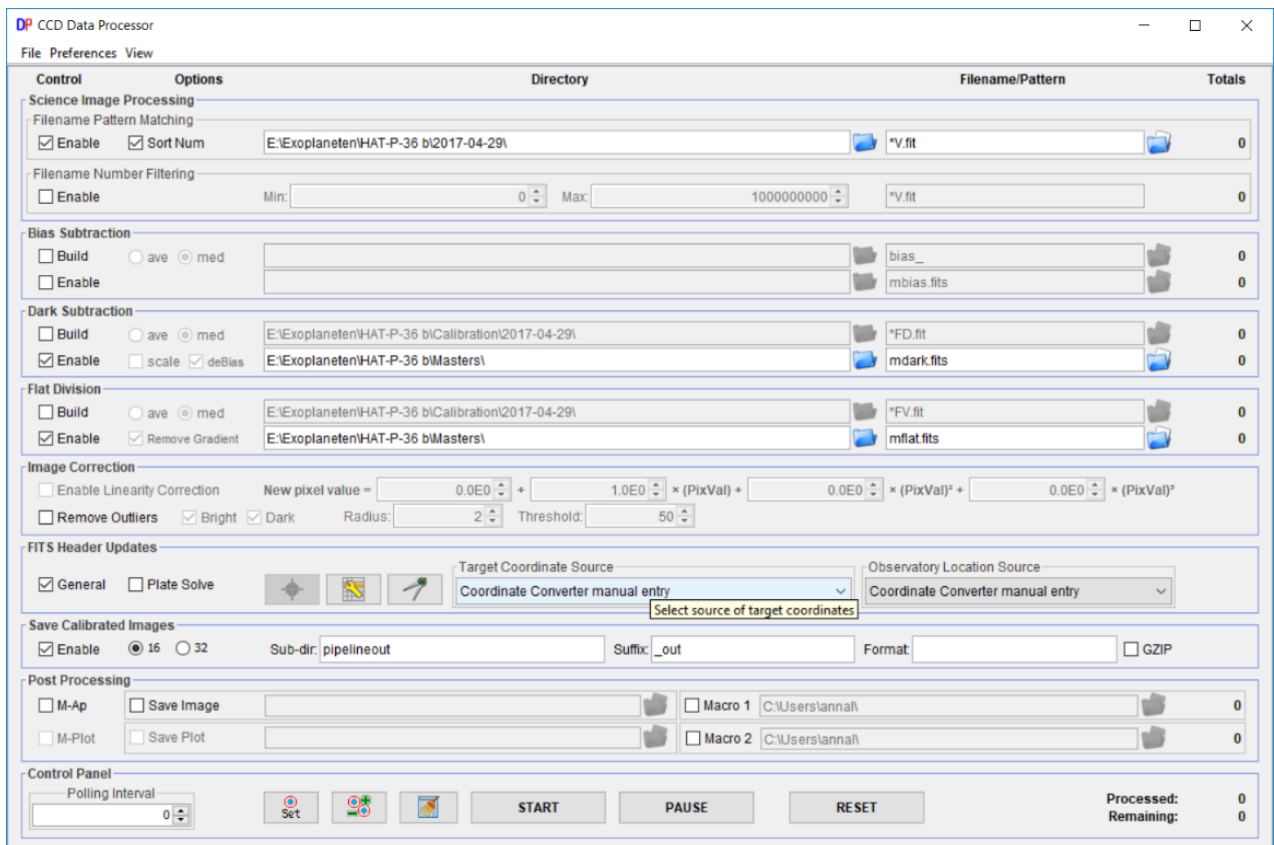 DP CCD Data Processor
File Preferences View
Control Options Directory Filename/Pattern Totals
Science Image Processing
Filename Pattern Matching
Enable Sort Num E:\Exoplaneten\HAT-P-36 b\2017-04-29\ *V.fit 0
Filename Number Filtering
Enable Min: 0 Max: 1000000000 *V.fit 0
Bias Subtraction
Build ave med bias_ 0
Enable mbias.fits 0
Dark Subtraction
Build ave med E:\Exoplaneten\HAT-P-36 b\Calibration\2017-04-29\ *FD.fit 0
Enable scale deBias E:\Exoplaneten\HAT-P-36 b\Masters\ mdark.fits 0
Flat Division
Build ave med E:\Exoplaneten\HAT-P-36 b\Calibration\2017-04-29\ *FV.fit 0
Enable Remove Gradient E:\Exoplaneten\HAT-P-36 b\Masters\ mflat.fits 0
Image Correction
Enable Linearity Correction New pixel value = 0.0E0 + 1.0E0 × (PixVal) + 0.0E0 × (PixVal)² + 0.0E0 × (PixVal)³
Remove Outliers Bright Dark Radius: 2 Threshold: 50
FITS Header Updates
Target Coordinate Source Observatory Location Source
General Plate Solve Coordinate Converter manual entry Coordinate Converter manual entry
Select source of target coordinates
Save Calibrated Images
Enable 16 32 Sub-dir: pipelineout Suffix: _out Format: GZIP
Post Processing
M-Ap Save Image Macro 1 C:\Users\annal\ 0
M-Plot Save Plot Macro 2 C:\Users\annal\ 0
Control Panel
Polling Interval
0 Set START PAUSE RESET
Processed: 0
Remaining: 0